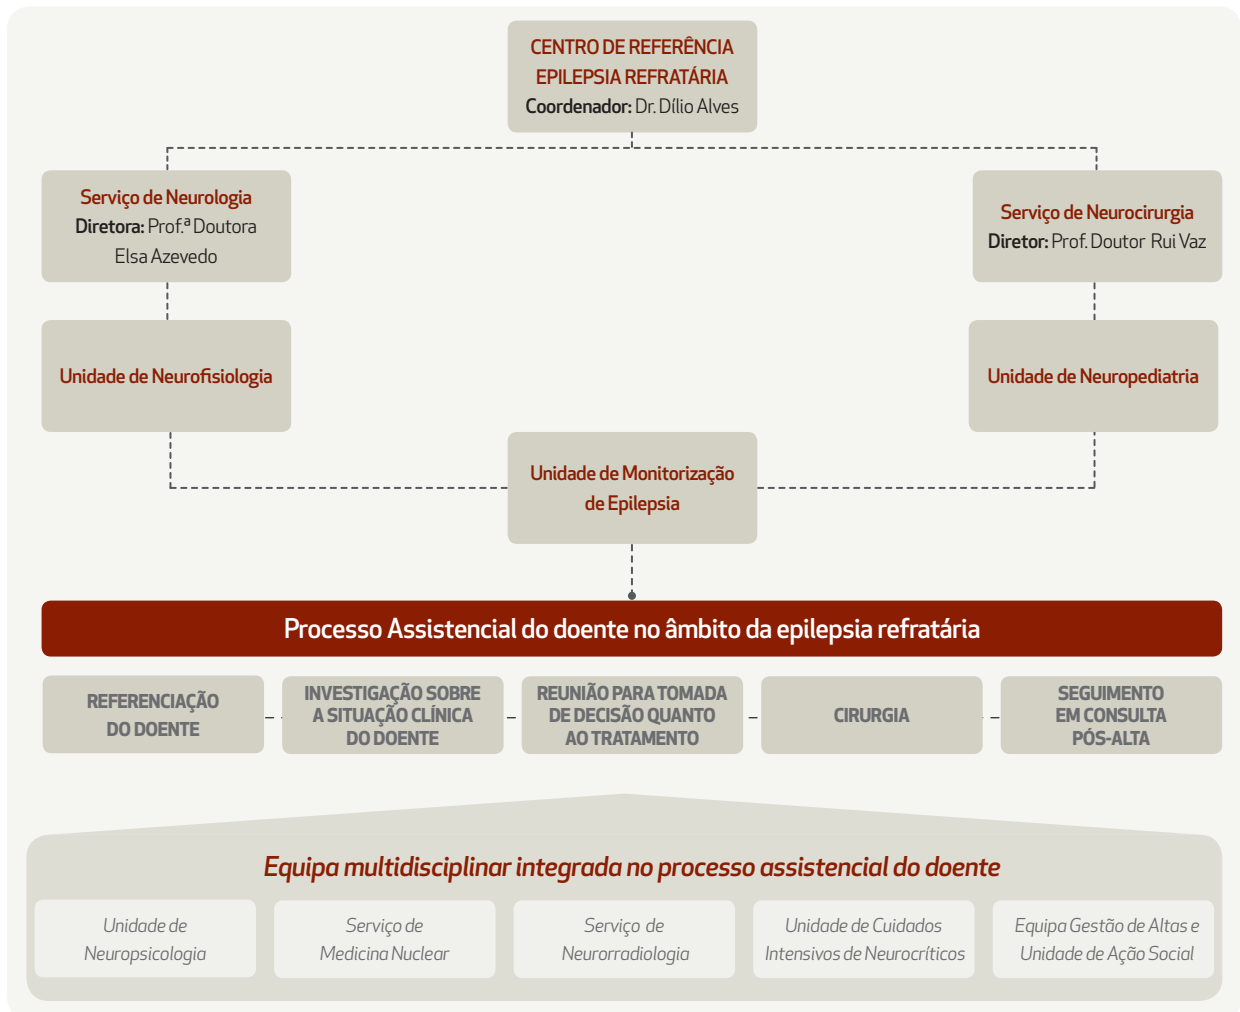 CENTRO DE REFERÊNCIA
EPILEPSIA REFRATÁRIA
Coordenador: Dr. Dílio Alves
Serviço de Neurologia
Diretora: Prof.ª Doutora
Elsa Azevedo
Serviço de Neurocirurgia
Diretor: Prof. Doutor Rui Vaz
Unidade de Neurofisiologia
Unidade de Neuropediatria
Unidade de Monitorização
de Epilepsia
Processo Assistencial do doente no âmbito da epilepsia refratária
REFERENCIAÇÃO
DO DOENTE
INVESTIGAÇÃO SOBRE
A SITUAÇÃO CLÍNICA
DO DOENTE
REUNIÃO PARA TOMADA
DE DECISÃO QUANTO
AO TRATAMENTO
CIRURGIA
SEGUIMENTO
EM CONSULTA
PÓS-ALTA
Equipa multidisciplinar integrada no processo assistencial do doente
Unidade de
Neuropsicologia
Serviço de
Medicina Nuclear
Serviço de
Neurorradiologia
Unidade de Cuidados
Intensivos de Neurocríticos
Equipa Gestão de Altas e
Unidade de Ação Social